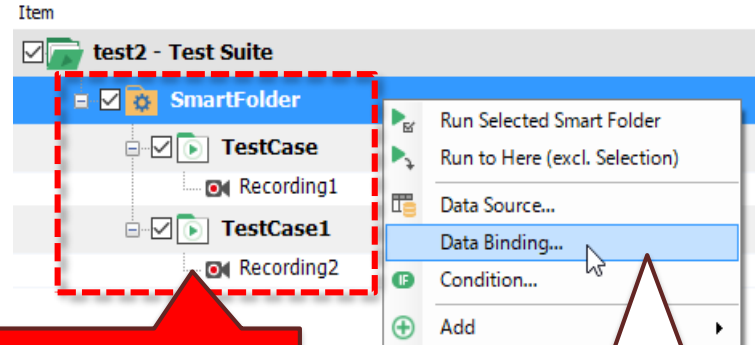 Item
test2 - Test Suite
SmartFolder
TestCase
Recording1
TestCase1
Recording2
Run Selected Smart Folder
Run to Here (excl. Selection)
Data Source...
Data Binding...
IF Condition...
Add